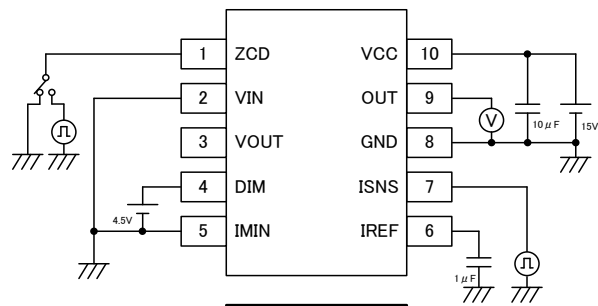 1 ZCD VCC 10
2 VIN OUT 9
V
10μF
15V
3 VOUT GND 8
4 DIM ISNS 7
4.5V
5 IMIN IREF 6
1μF